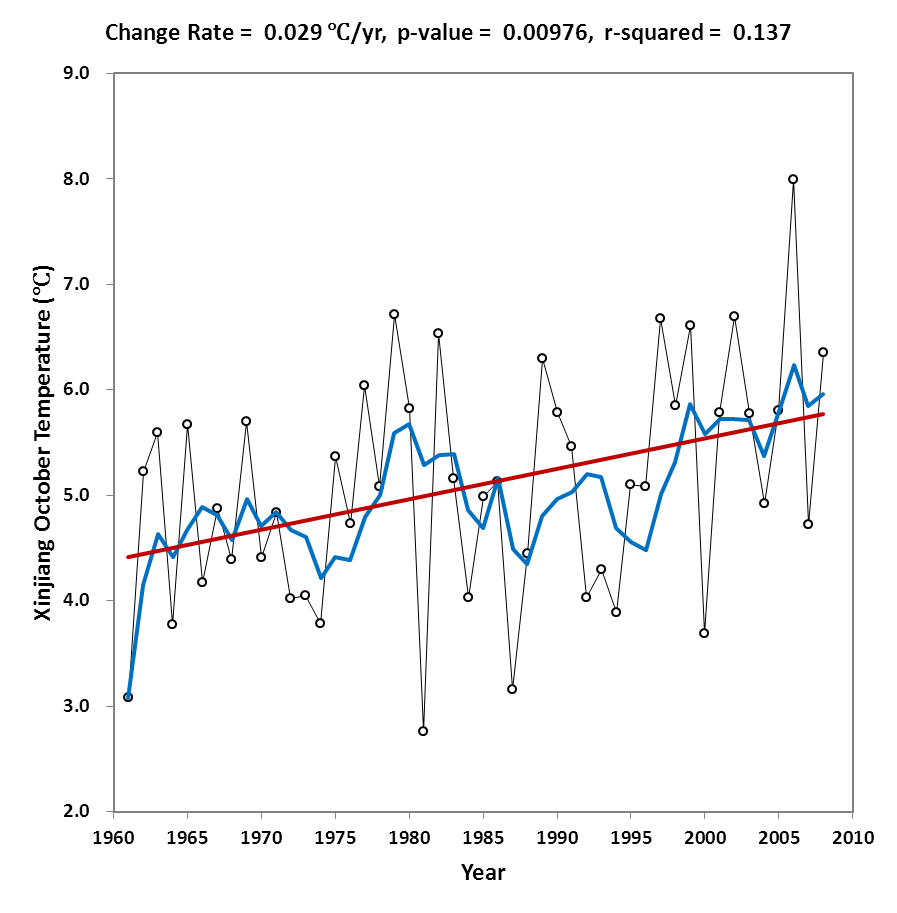 Change Rate = 0.029 ℃/yr, p-value = 0.00976, r-squared = 0.137
9.0
8.0
7.0
6.0
5.0
4.0
3.0
2.0
Xinjiang October Temperature (℃)
1960 1965 1970 1975 1980 1985 1990 1995 2000 2005 2010
Year